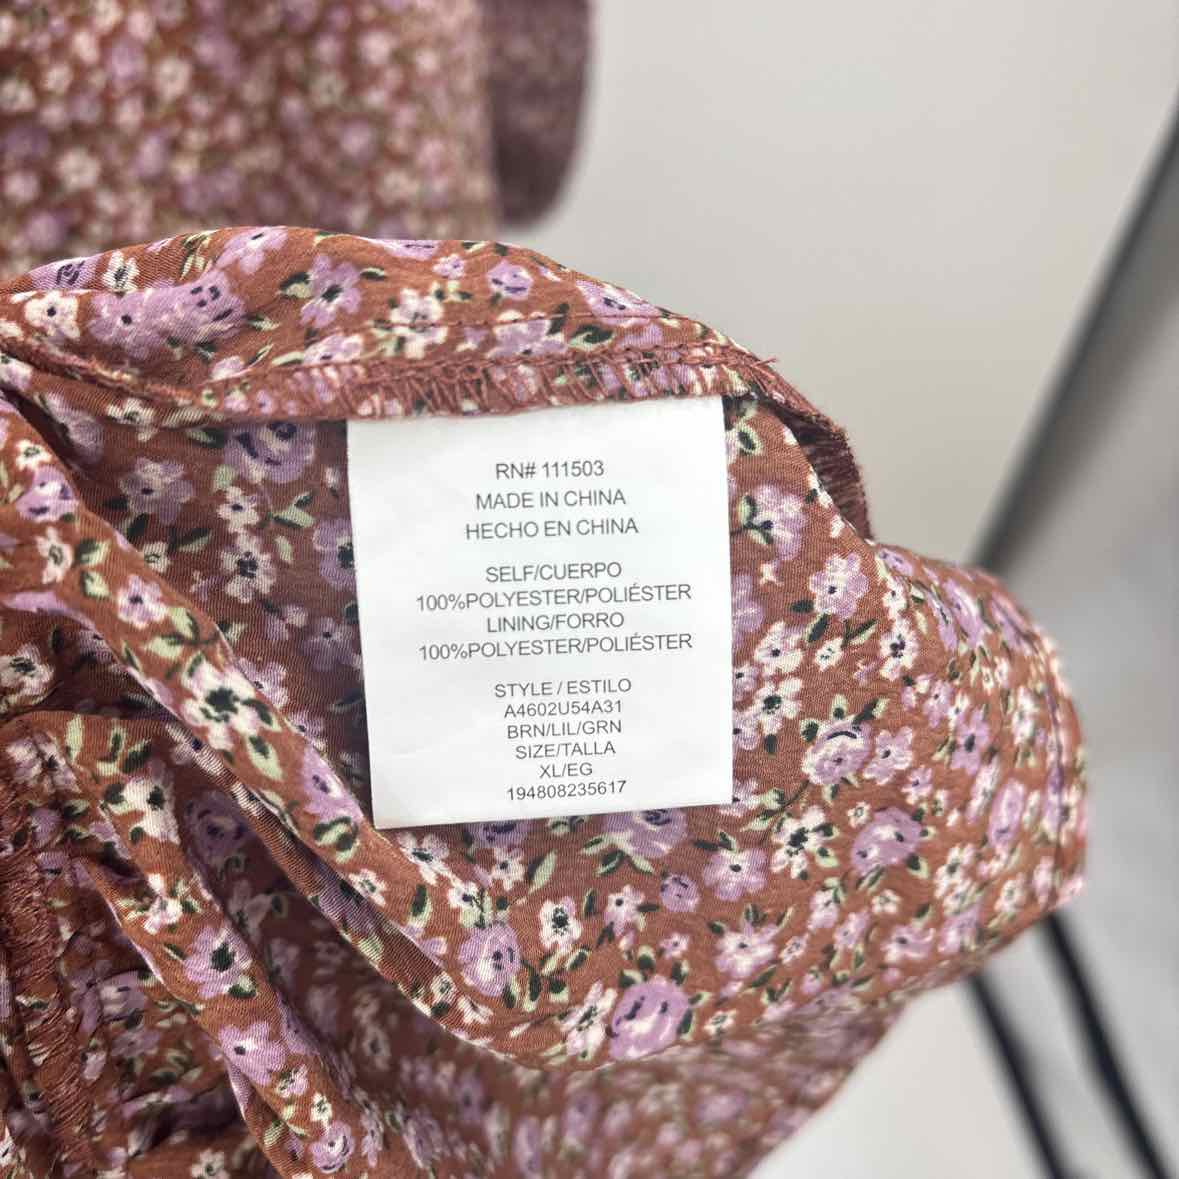 RN# 111503
MADE IN CHINA
HECHO EN CHINA
SELF/CUERPO
100%POLYESTER/POLIÉSTER
LINING/FORRO
100%POLYESTER/POLIÉSTER
STYLE / ESTILO
A4602U54A31
BRN/LIL/GRN
SIZE/TALLA
XL/EG
194808235617